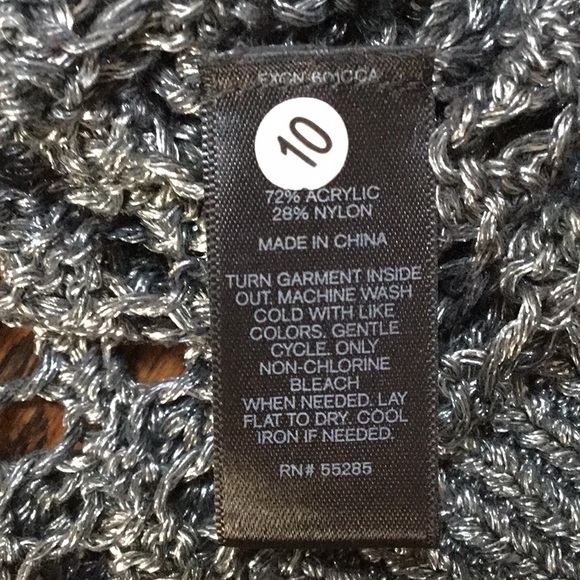 10
72% ACRYLIC
28% NYLON
MADE IN CHINA
TURN GARMENT INSIDE
OUT. MACHINE WASH
COLD WITH LIKE
COLORS. GENTLE
CYCLE. ONLY
NON-CHLORINE
BLEACH
WHEN NEEDED. LAY
FLAT TO DRY. COOL
IRON IF NEEDED.
RN# 55285